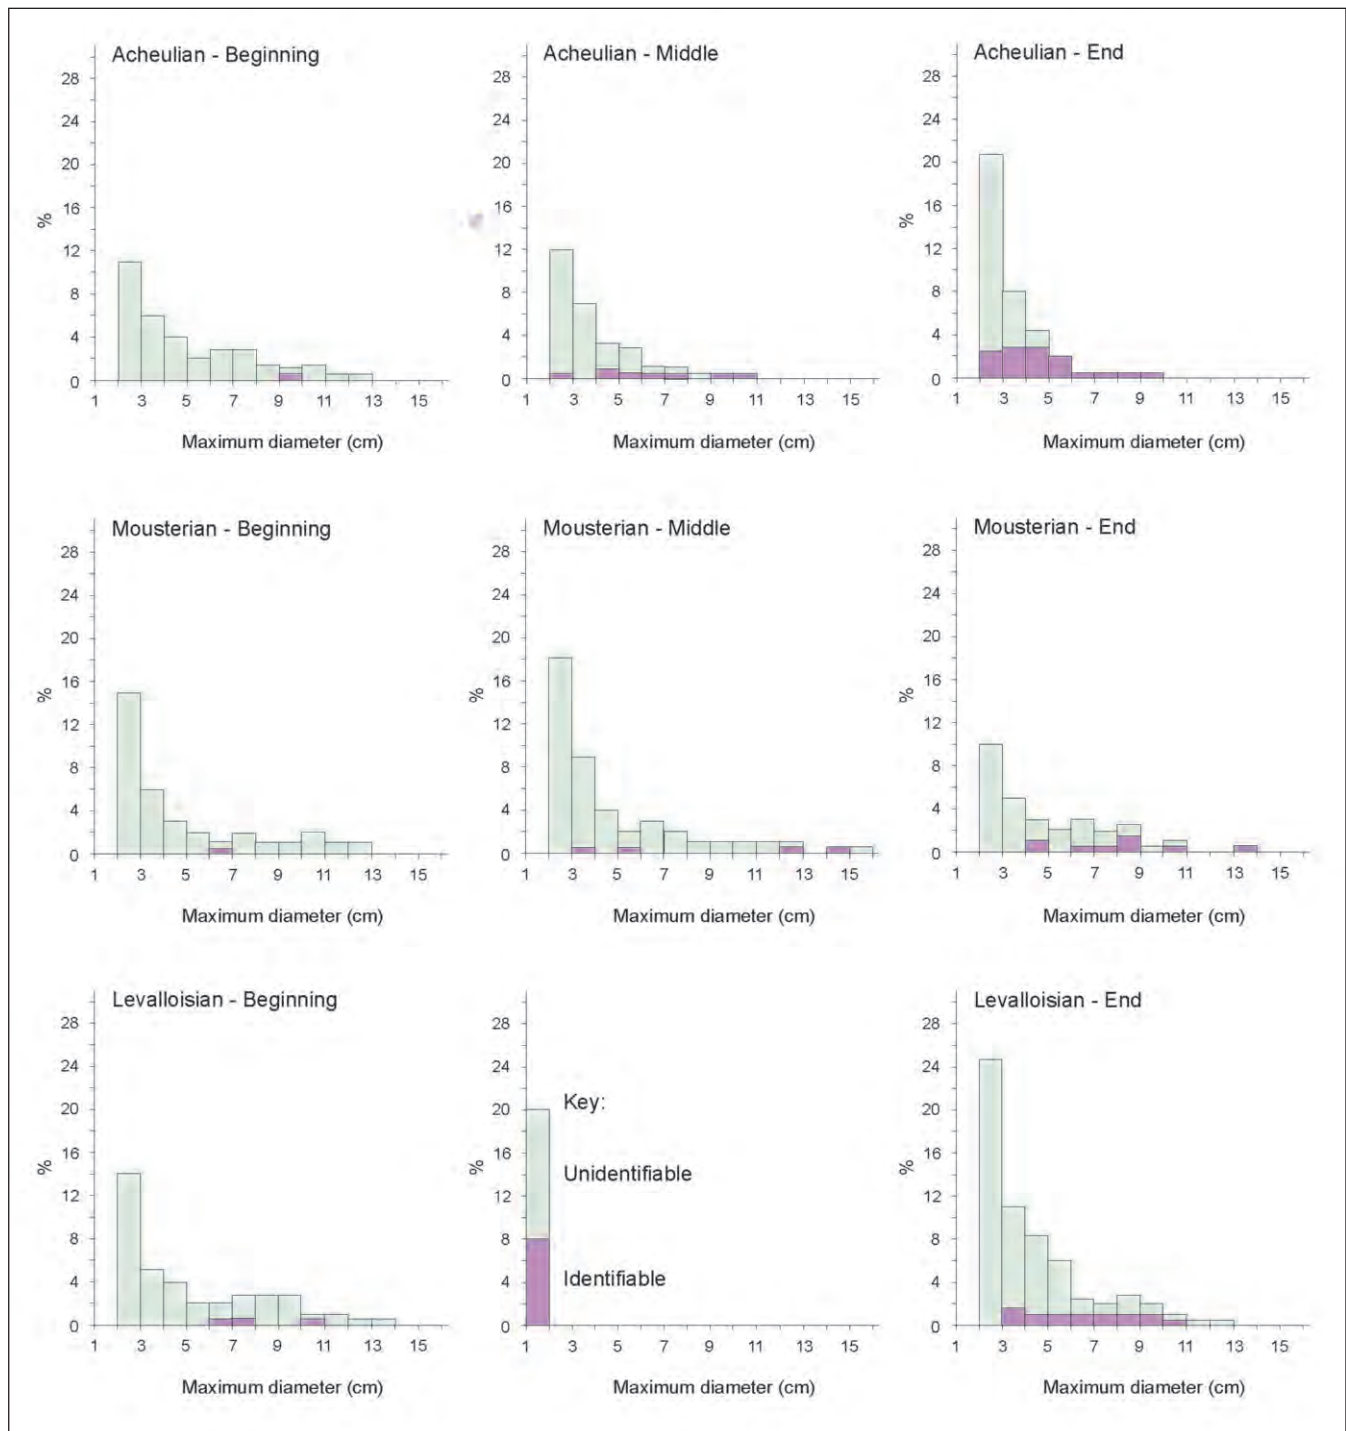 Acheulian - Beginning
28
24
20
16
12
8
4
0
%
1 3 5 7 9 11 13 15
Maximum diameter (cm)
Acheulian - Middle
28
24
20
16
12
8
4
0
%
1 3 5 7 9 11 13 15
Maximum diameter (cm)
Acheulian - End
28
24
20
16
12
8
4
0
%
1 3 5 7 9 11 13 15
Maximum diameter (cm)
Mousterian - Beginning
28
24
20
16
12
8
4
0
%
1 3 5 7 9 11 13 15
Maximum diameter (cm)
Mousterian - Middle
28
24
20
16
12
8
4
0
%
1 3 5 7 9 11 13 15
Maximum diameter (cm)
Mousterian - End
28
24
20
16
12
8
4
0
%
1 3 5 7 9 11 13 15
Maximum diameter (cm)
Levalloisian - Beginning
28
24
20
16
12
8
4
0
%
1 3 5 7 9 11 13 15
Maximum diameter (cm)
28
24
20
16
12
8
4
0
%
Key:
Unidentifiable
Identifiable
1 3 5 7 9 11 13 15
Maximum diameter (cm)
Levalloisian - End
28
24
20
16
12
8
4
0
%
1 3 5 7 9 11 13 15
Maximum diameter (cm)